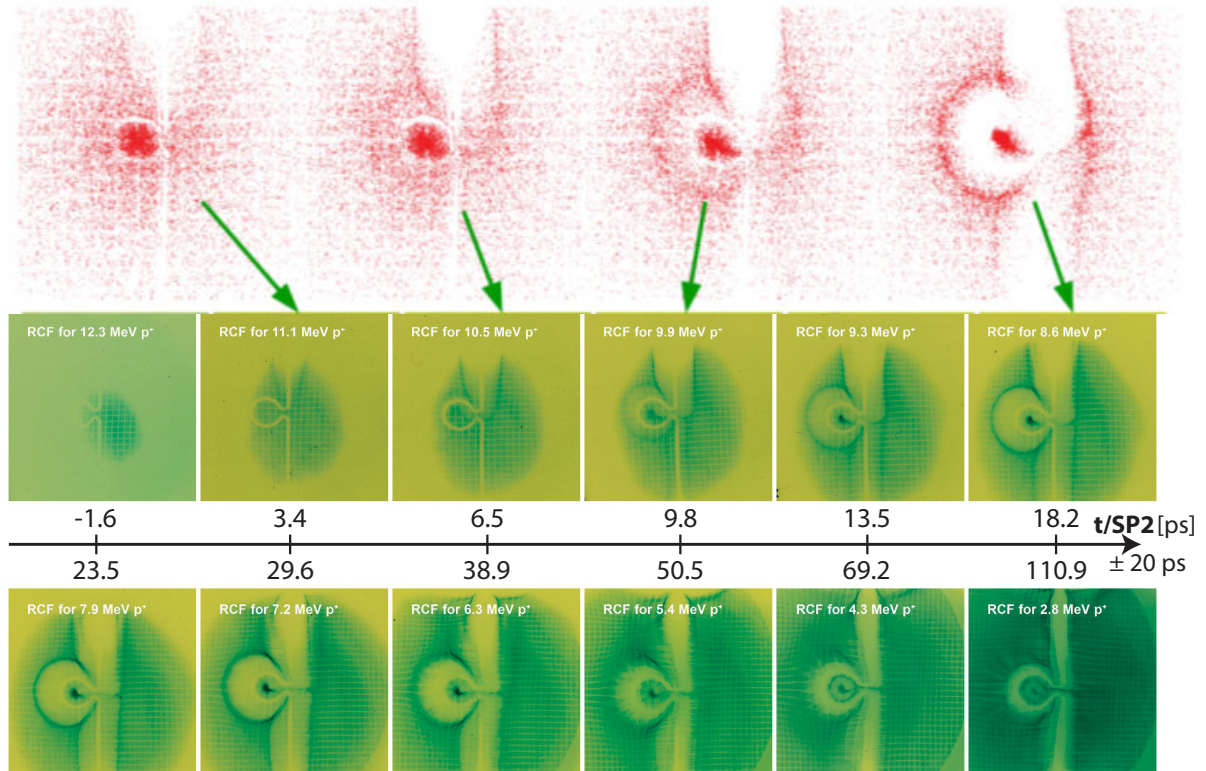 RCF for 12.3 MeV p⁺
RCF for 11.1 MeV p⁺
RCF for 10.5 MeV p⁺
RCF for 9.9 MeV p⁺
RCF for 9.3 MeV p⁺
RCF for 8.6 MeV p⁺
-1.6
3.4
6.5
9.8
13.5
18.2
t/SP2 [ps]
23.5
29.6
38.9
50.5
69.2
110.9
± 20 ps
RCF for 7.9 MeV p⁺
RCF for 7.2 MeV p⁺
RCF for 6.3 MeV p⁺
RCF for 5.4 MeV p⁺
RCF for 4.3 MeV p⁺
RCF for 2.8 MeV p⁺